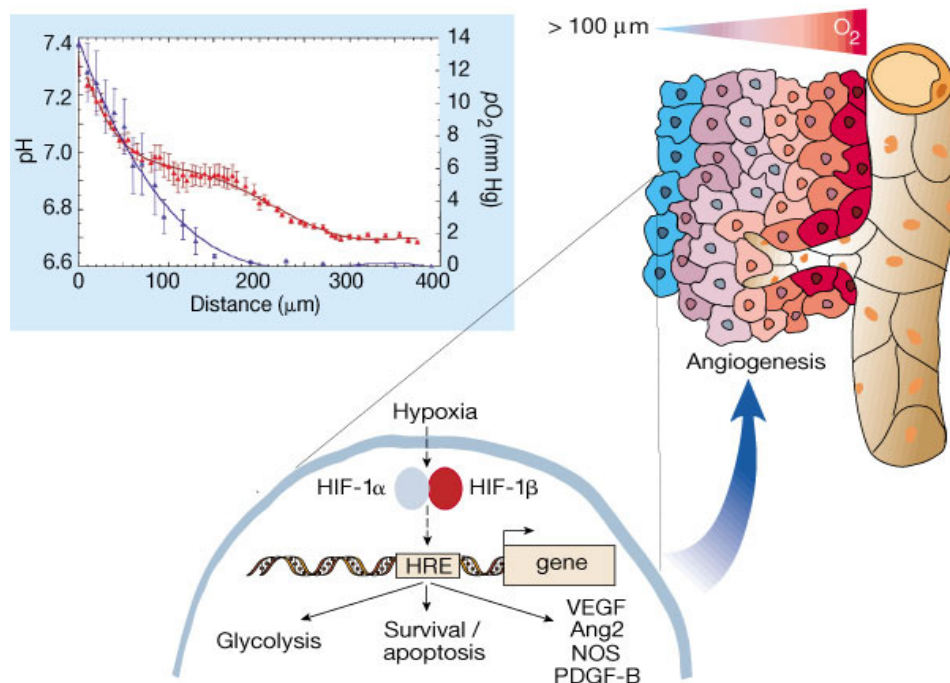 7.4
7.2
7.0
6.8
6.6
pH
14
12
10
8
6
4
2
0
pO2 (mm Hg)
0
100
200
300
400
Distance (μm)
> 100 μm
O2
Angiogenesis
Hypoxia
HIF-1α
HIF-1β
HRE
gene
Glycolysis
Survival /
apoptosis
VEGF
Ang2
NOS
PDGF-B